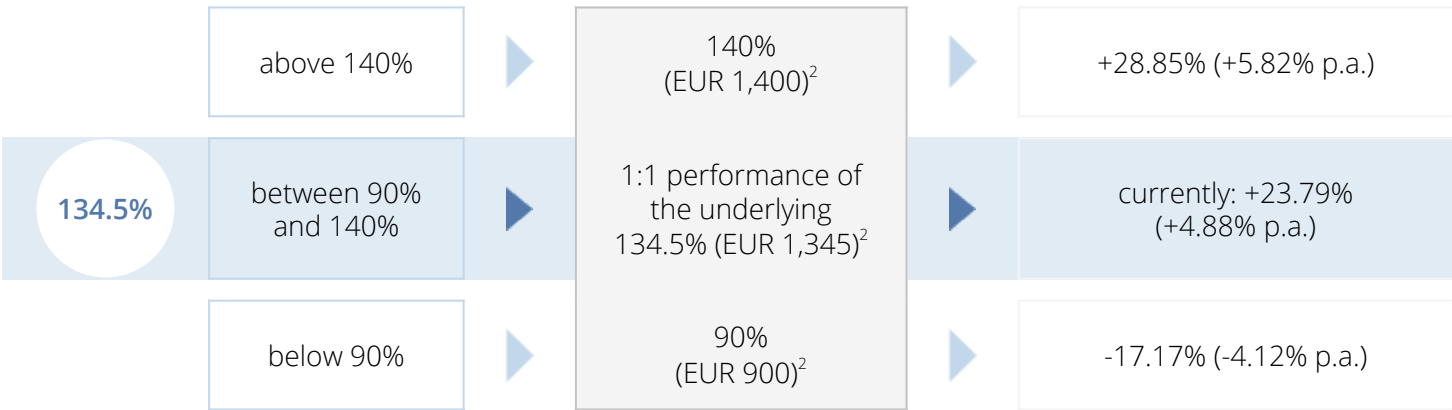 above 140%
140%
(EUR 1,400)²
+28.85% (+5.82% p.a.)
134.5%
between 90%
and 140%
1:1 performance of
the underlying
134.5% (EUR 1,345)²
currently: +23.79%
(+4.88% p.a.)
below 90%
90%
(EUR 900)²
-17.17% (-4.12% p.a.)